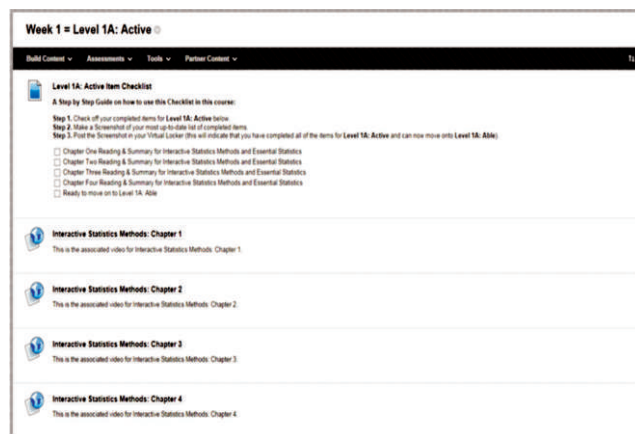 Week 1 = Level 1A: Active
Build Content Assessments Tools Partner Content
Level 1A: Active Item Checklist
A Step by Step Guide on how to use this Checklist in this course:
Step 1. Check off your completed items for Level 1A: Active below.
Step 2. Make a Screenshot of your most up-to-date list of completed items.
Step 3. Post the Screenshot in your Virtual Locker (this will indicate that you have completed all of the items for Level 1A: Active and can now move onto Level 1A: Able).
Chapter One Reading & Summary for Interactive Statistics Methods and Essential Statistics
Chapter Two Reading & Summary for Interactive Statistics Methods and Essential Statistics
Chapter Three Reading & Summary for Interactive Statistics Methods and Essential Statistics
Chapter Four Reading & Summary for Interactive Statistics Methods and Essential Statistics
Ready to move on to Level 1A: Able
Interactive Statistics Methods: Chapter 1
This is the associated video for Interactive Statistics Methods: Chapter 1.
Interactive Statistics Methods: Chapter 2
This is the associated video for Interactive Statistics Methods: Chapter 2.
Interactive Statistics Methods: Chapter 3
This is the associated video for Interactive Statistics Methods: Chapter 3.
Interactive Statistics Methods: Chapter 4
This is the associated video for Interactive Statistics Methods: Chapter 4.